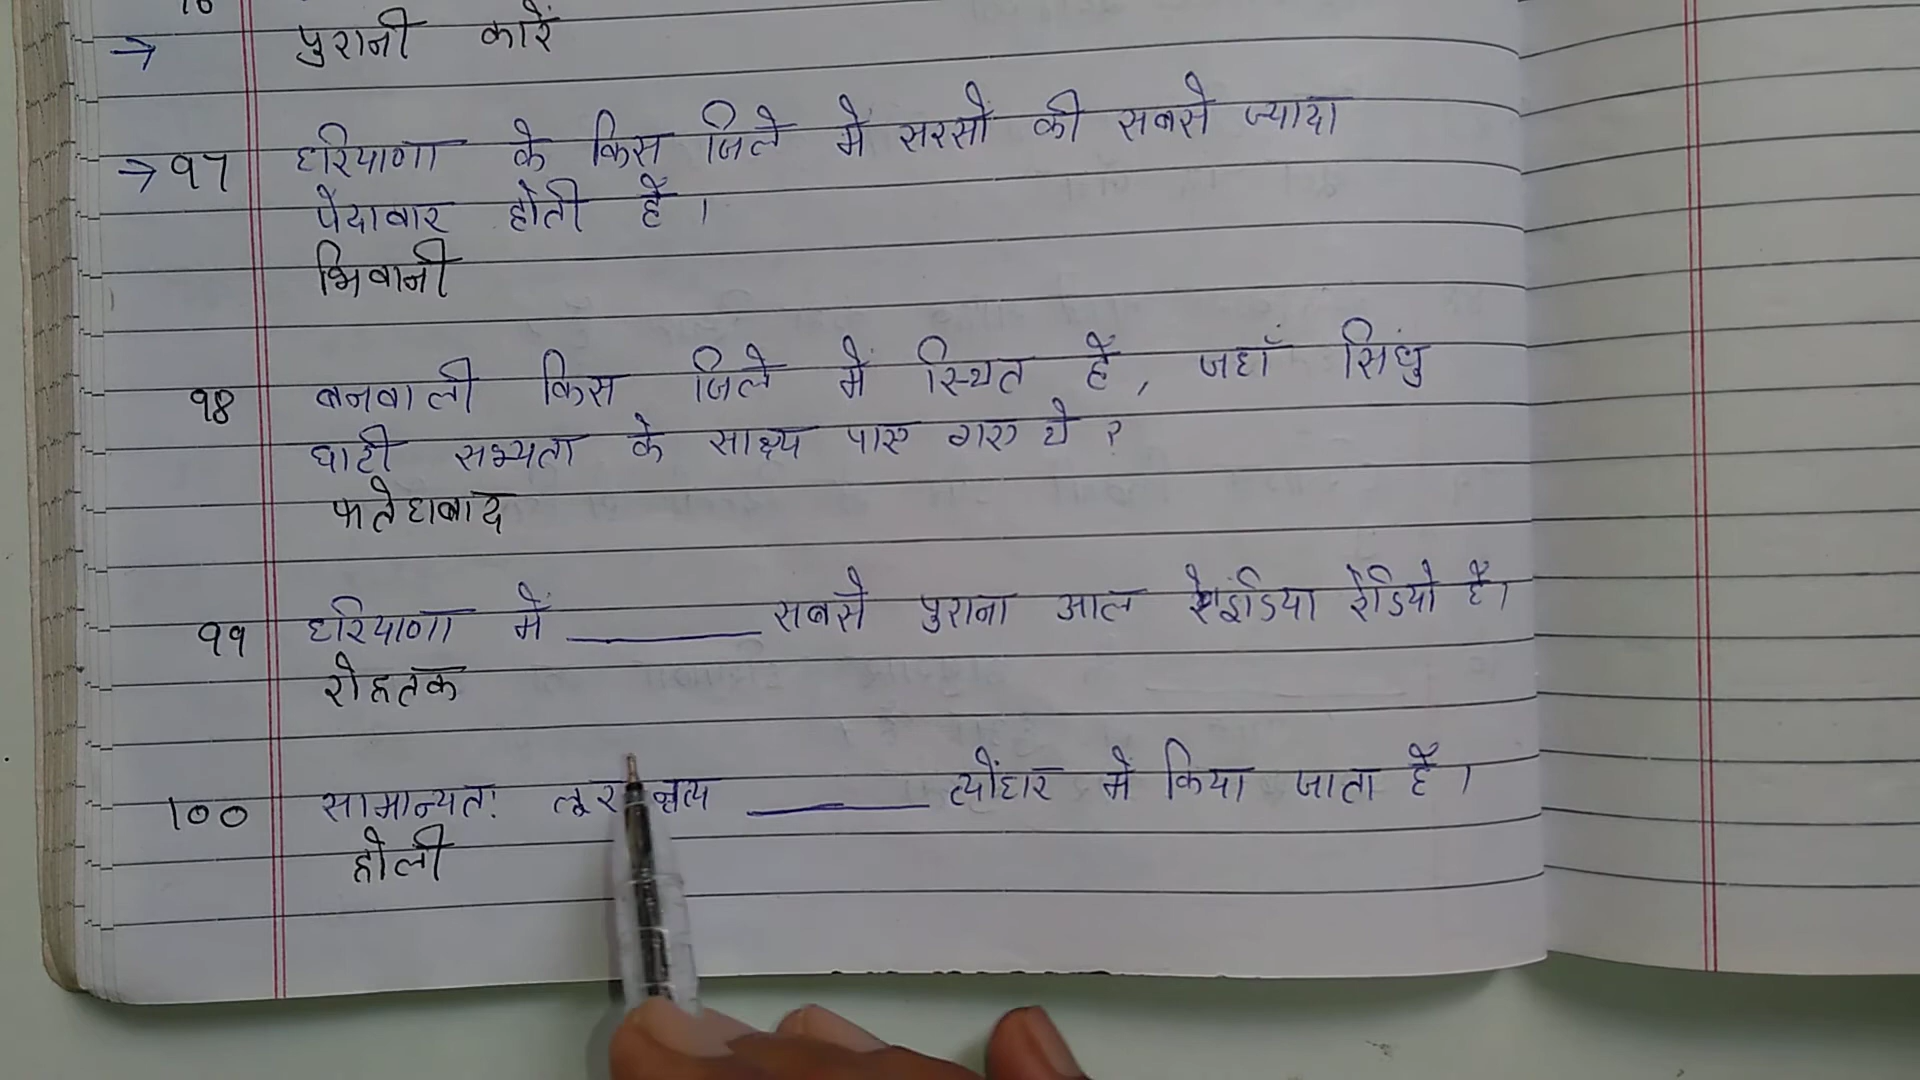 → पुरानी कारें
→ 97 हरियाणा के किस जिले में सरसों की सबसे ज्यादा
पैदावार होती है।
भिवानी
98 बनवाली किस जिले में स्थित है, जहाँ सिंधु
घाटी सभ्यता के साक्ष्य पाए गए थे ?
फतेहाबाद
99 हरियाणा में ______ सबसे पुराना आल इंडिया रेडियो है।
रोहतक
100 सामान्यतः लूर नृत्य ______ त्योंहार में किया जाता है।
होली